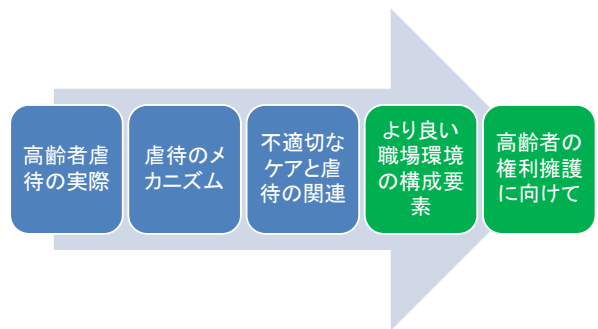 高齢者虐
待の実際
虐待のメ
カニズム
不適切な
ケアと虐
待の関連
より良い
職場環境
の構成要
素
高齢者の
権利擁護
に向けて